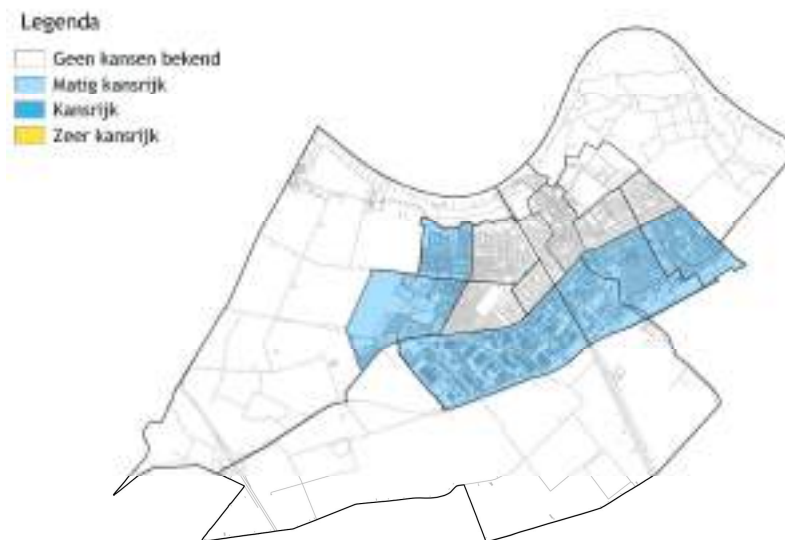 Legenda
Geen kansen bekend
Matig kansrijk
Kansrijk
Zeer kansrijk